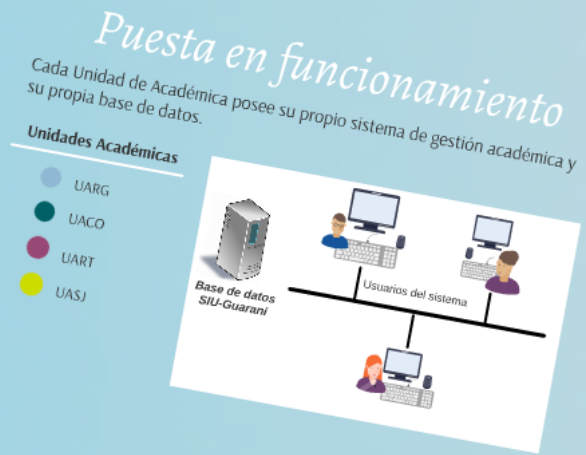 Puesta en funcionamiento
Cada Unidad de Académica posee su propio sistema de gestión académica y
su propia base de datos.
Unidades Académicas
UARG
UACO
UART
UASJ
Base de datos
SIU-Guaraní
Usuarios del sistema